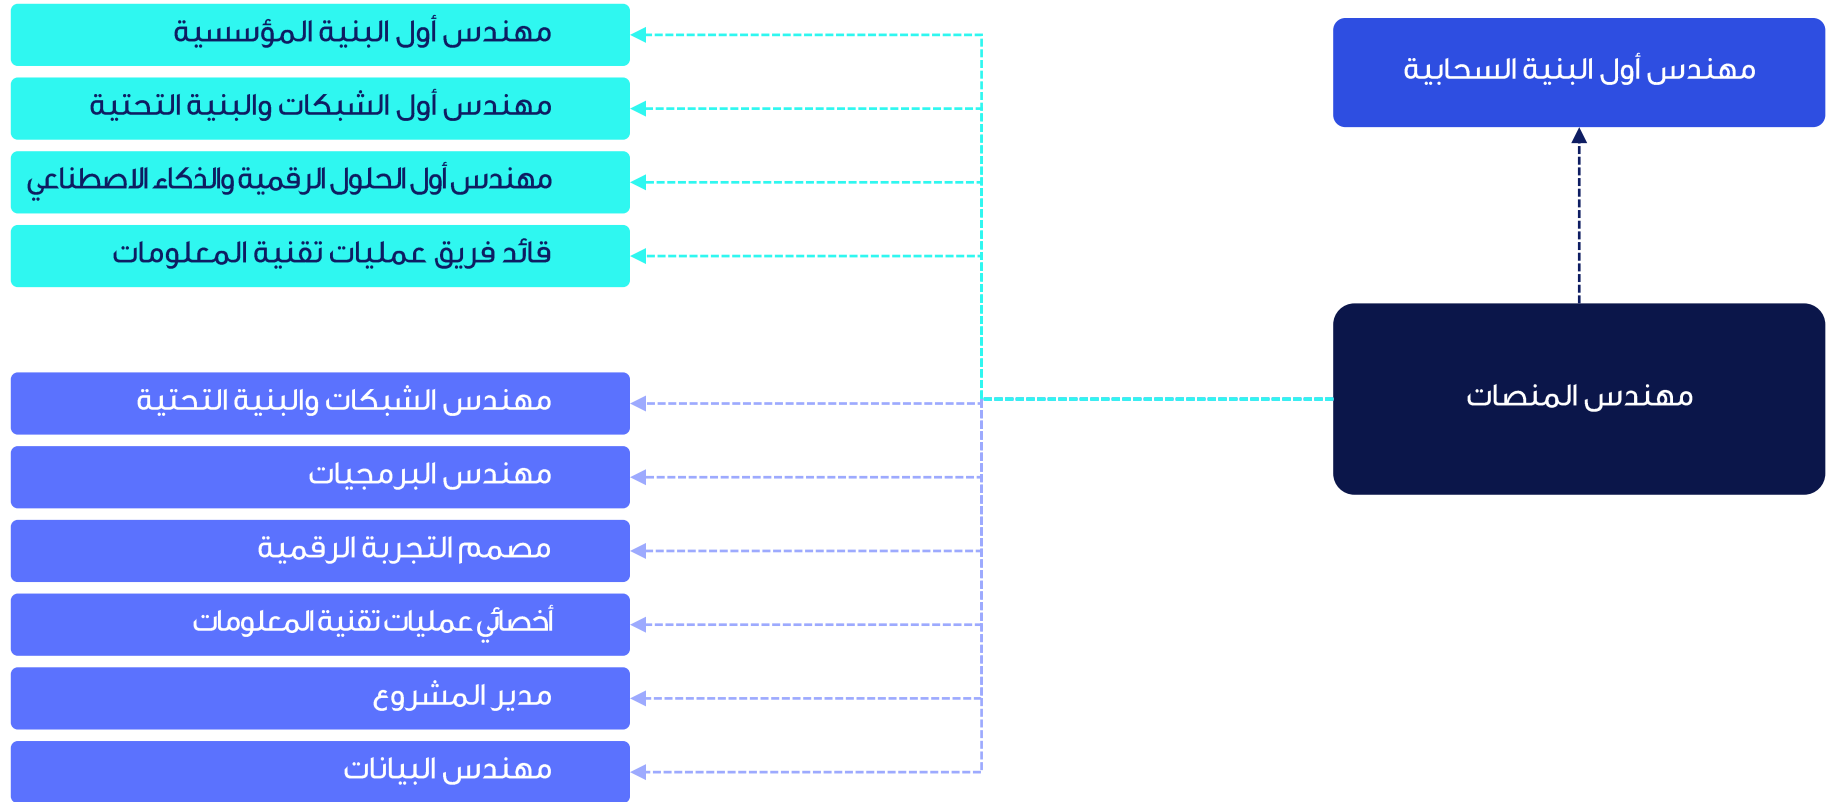 مهندس أول البنية السحابية
مهندس المنصات
مهندس أول البنية المؤسسية
مهندس أول الشبكات والبنية التحتية
مهندس أول الحلول الرقمية والذكاء الاصطناعي
قائد فريق عمليات تقنية المعلومات
مهندس الشبكات والبنية التحتية
مهندس البرمجيات
مصمم التجربة الرقمية
أخصائي عمليات تقنية المعلومات
مدير المشروع
مهندس البيانات